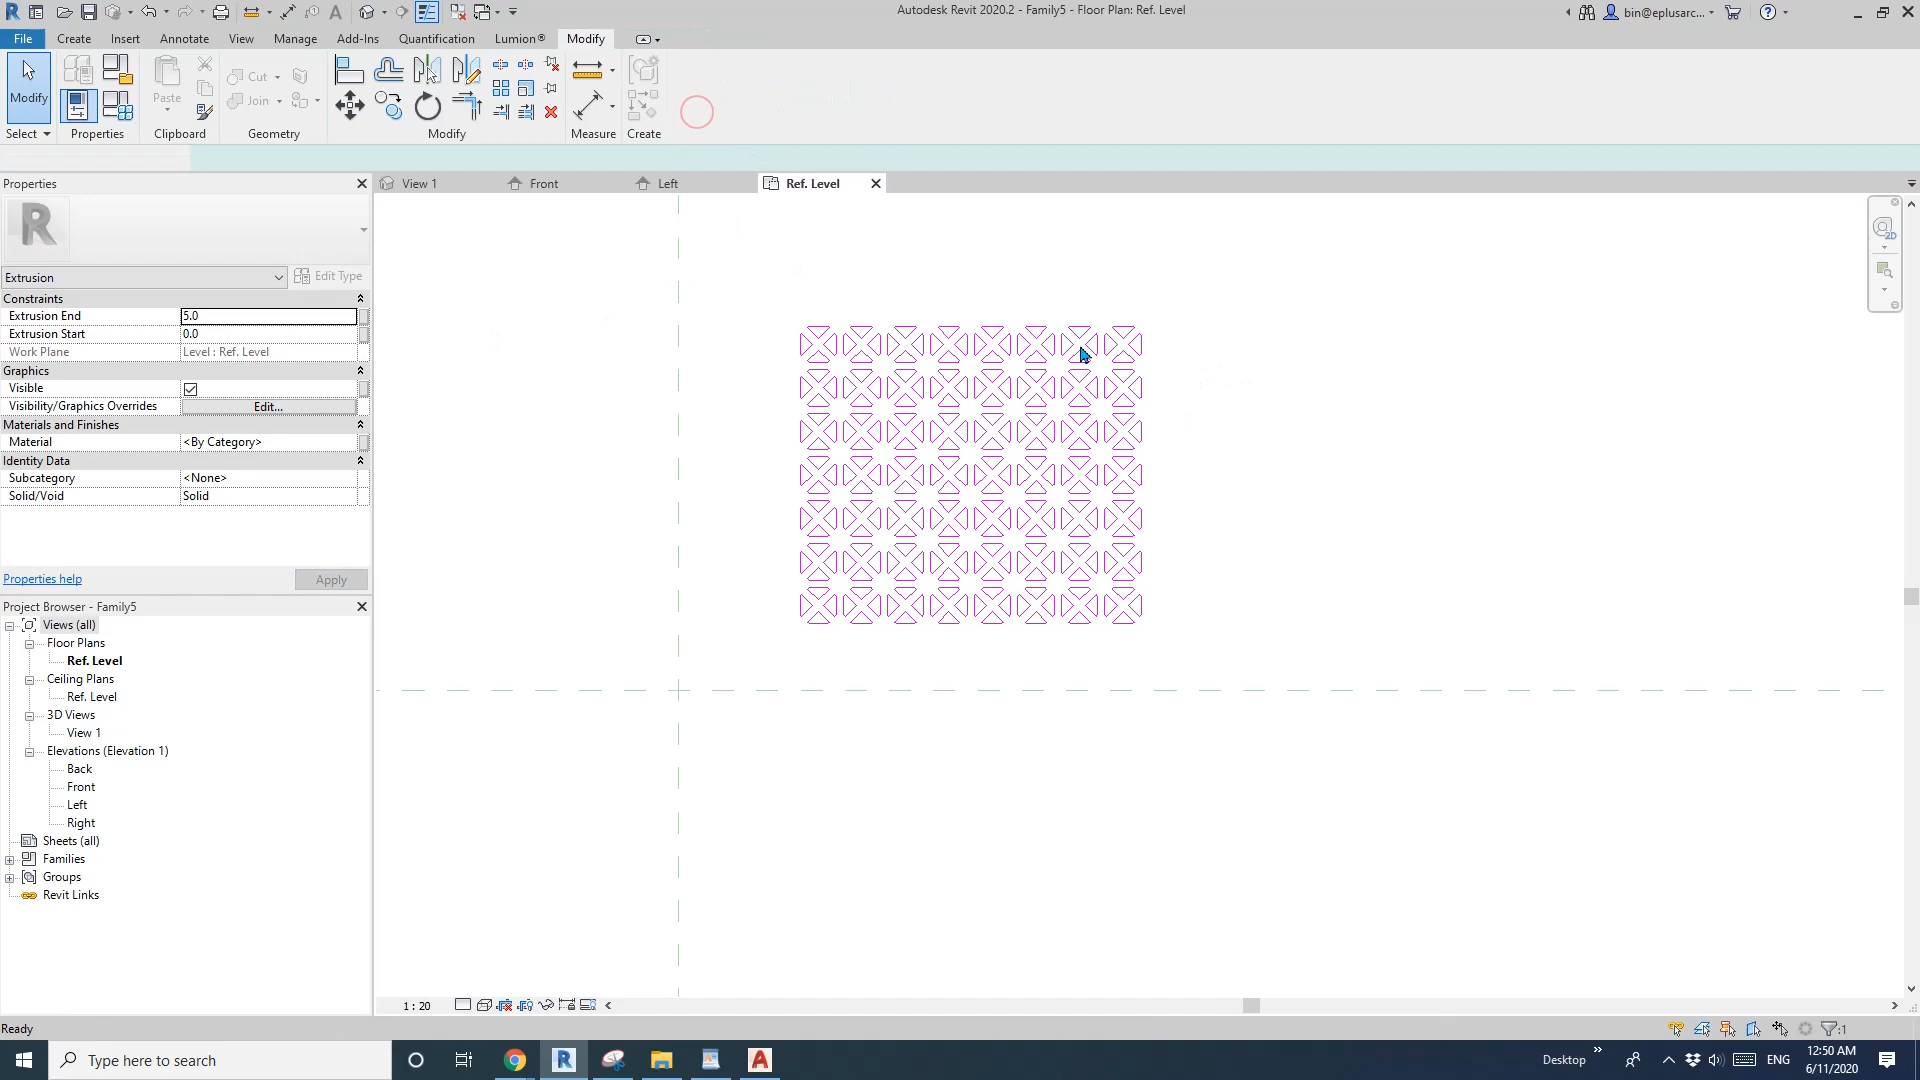 Autodesk Revit 2020.2 - Family5 - Floor Plan: Ref. Level
bin@eplusarc...
File Create Insert Annotate View Manage Add-Ins Quantification Lumion® Modify
Modify
Paste
Cut
Join
Select Properties Clipboard Geometry Modify Measure Create
Properties
View 1 Front Left Ref. Level
R
2D
Extrusion Edit Type
Constraints
Extrusion End 5.0
Extrusion Start 0.0
Work Plane Level : Ref. Level
Graphics
Visible
Visibility/Graphics Overrides Edit...
Materials and Finishes
Material <By Category>
Identity Data
Subcategory <None>
Solid/Void Solid
Properties help Apply
Project Browser - Family5
Views (all)
Floor Plans
Ref. Level
Ceiling Plans
Ref. Level
3D Views
View 1
Elevations (Elevation 1)
Back
Front
Left
Right
Sheets (all)
Families
Groups
Revit Links
1 : 20
Ready
:1
Type here to search
Desktop
ENG
12:50 AM
6/11/2020